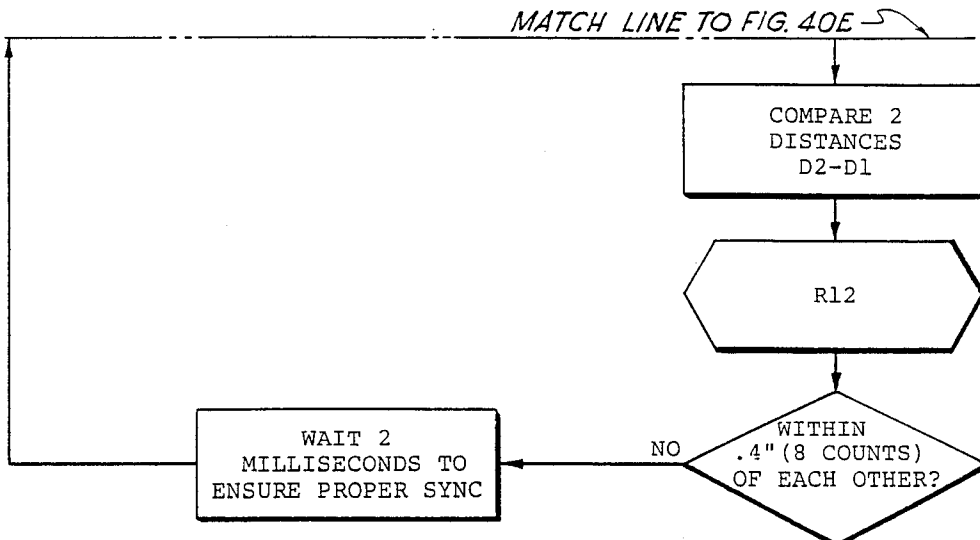 MATCH LINE TO FIG. 40E
COMPARE 2
DISTANCES
D2-D1
R12
WITHIN
.4" (8 COUNTS)
OF EACH OTHER?
NO
WAIT 2
MILLISECONDS TO
ENSURE PROPER SYNC